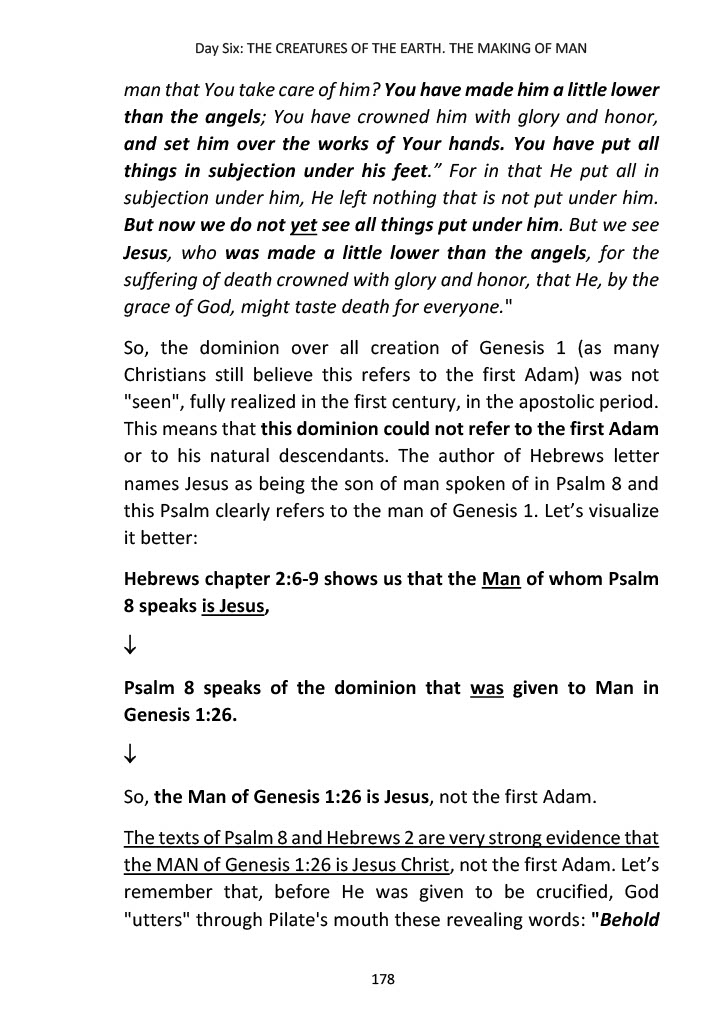 Day Six: THE CREATURES OF THE EARTH. THE MAKING OF MAN
man that You take care of him? You have made him a little lower
than the angels; You have crowned him with glory and honor,
and set him over the works of Your hands. You have put all
things in subjection under his feet.” For in that He put all in
subjection under him, He left nothing that is not put under him.
But now we do not yet see all things put under him. But we see
Jesus, who was made a little lower than the angels, for the
suffering of death crowned with glory and honor, that He, by the
grace of God, might taste death for everyone."
So, the dominion over all creation of Genesis 1 (as many
Christians still believe this refers to the first Adam) was not
"seen", fully realized in the first century, in the apostolic period.
This means that this dominion could not refer to the first Adam
or to his natural descendants. The author of Hebrews letter
names Jesus as being the son of man spoken of in Psalm 8 and
this Psalm clearly refers to the man of Genesis 1. Let’s visualize
it better:
Hebrews chapter 2:6-9 shows us that the Man of whom Psalm
8 speaks is Jesus,
↓
Psalm 8 speaks of the dominion that was given to Man in
Genesis 1:26.
↓
So, the Man of Genesis 1:26 is Jesus, not the first Adam.
The texts of Psalm 8 and Hebrews 2 are very strong evidence that
the MAN of Genesis 1:26 is Jesus Christ, not the first Adam. Let’s
remember that, before He was given to be crucified, God
"utters" through Pilate's mouth these revealing words: "Behold
178